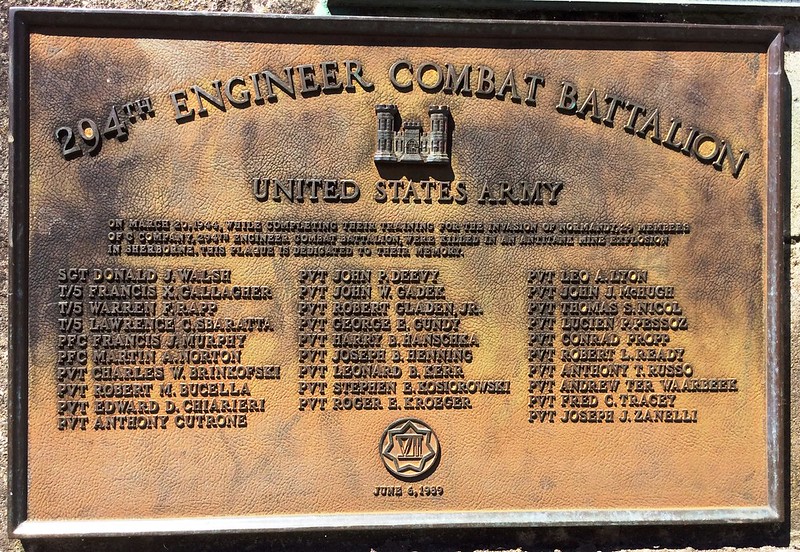 294TH ENGINEER COMBAT BATTALION
UNITED STATES ARMY
ON MARCH 20, 1944, WHILE COMPLETING THEIR TRAINING FOR THE INVASION OF NORMANDY, 29 MEMBERS
OF C COMPANY, 294TH ENGINEER COMBAT BATTALION, WERE KILLED IN AN ANTITANK MINE EXPLOSION
IN SHERBORNE, THIS PLAQUE IS DEDICATED TO THEIR MEMORY.
SGT DONALD J. WALSH
T/5 FRANCIS X. GALLAGHER
T/5 WARREN F. RAPP
T/5 LAWRENCE C. SBARATTA
PFC FRANCIS J. MURPHY
PFC MARTIN A. NORTON
PVT CHARLES W. BRINKOFSKI
PVT ROBERT M. BUCELLA
PVT EDWARD D. CHIARIERI
PVT ANTHONY CUTRONE
PVT JOHN P. DEEVY
PVT JOHN W. GADEK
PVT ROBERT GLADEN, JR.
PVT GEORGE E. GUNDY
PVT HARRY B. HANSCHKA
PVT JOSEPH B. HENNING
PVT LEONARD B. KERR
PVT STEPHEN E. KOSIOROWSKI
PVT ROGER E. KROEGER
PVT LEO A. LYON
PVT JOHN J. McHUGH
PVT THOMAS S. NICOL
PVT LUCIEN P. PESSOZ
PVT CONRAD PROPP
PVT ROBERT L. READY
PVT ANTHONY T. RUSSO
PVT ANDREW TER WAARBEEK
PVT FRED C. TRACEY
PVT JOSEPH J. ZANELLI
VII
JUNE 6, 1989